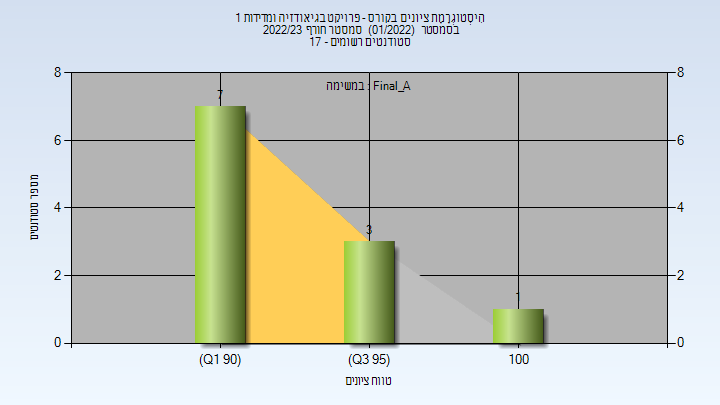 היסטוגרמת ציונים בקורס - פרויקט בגיאודזיה ומדידות 1
בסמסטר (01/2022) סמסטר חורף 2022/23
סטודנטים רשומים - 17
במשימה : Final_A
8 8
7
6 6
מספר סטודנטים
4 4
3
2 2
1
0 0
(Q1 90) (Q3 95) 100
טווח ציונים